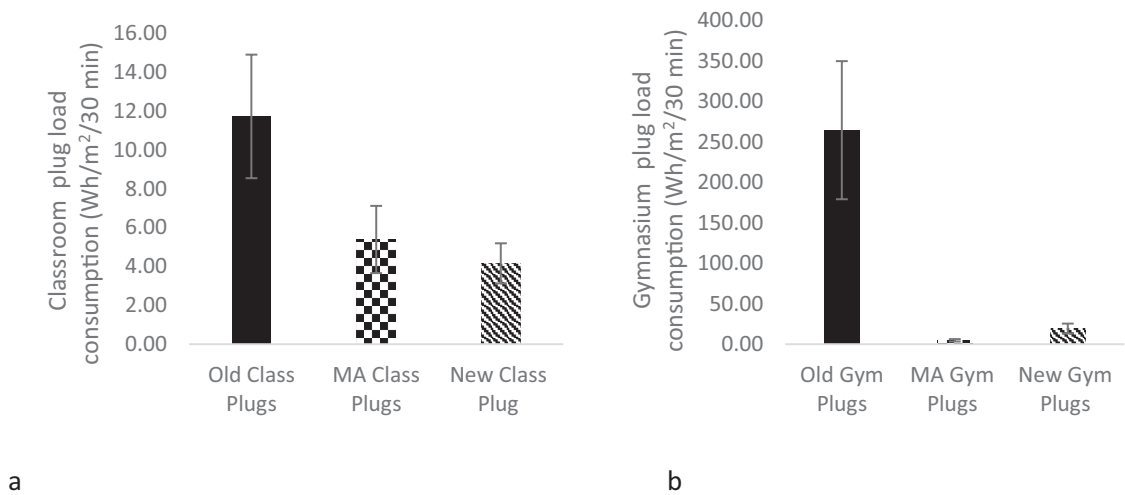 Classroom plug load
consumption (Wh/m²/30 min)
16.00
14.00
12.00
10.00
8.00
6.00
4.00
2.00
0.00
Old Class
Plugs
MA Class
Plugs
New Class
Plug
a
Gymnasium plug load
consumption (Wh/m²/30 min)
400.00
350.00
300.00
250.00
200.00
150.00
100.00
50.00
0.00
Old Gym
Plugs
MA Gym
Plugs
New Gym
Plugs
b